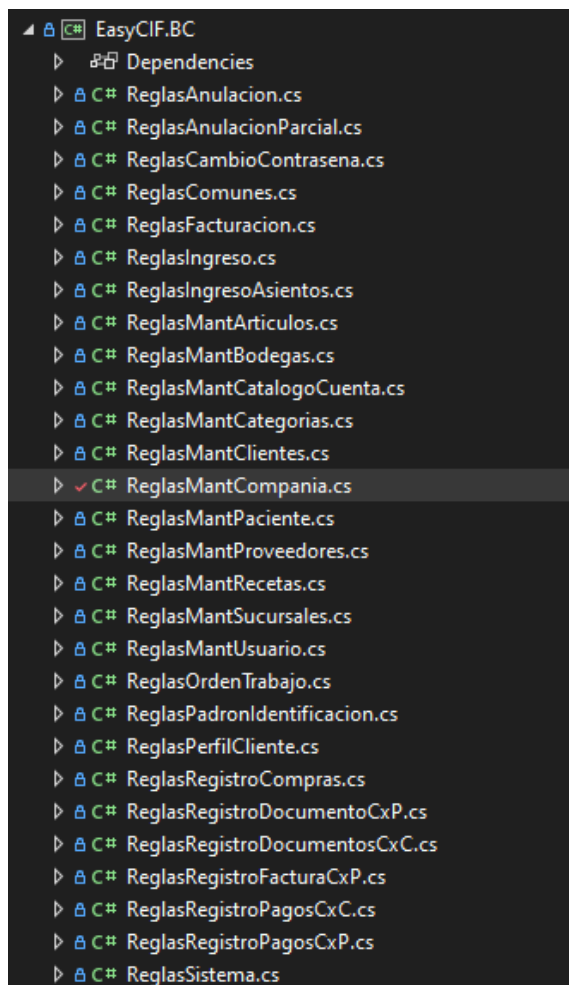 C# EasyCIF.BC
Dependencies
C# ReglasAnulacion.cs
C# ReglasAnulacionParcial.cs
C# ReglasCambioContrasena.cs
C# ReglasComunes.cs
C# ReglasFacturacion.cs
C# ReglasIngreso.cs
C# ReglasIngresoAsientos.cs
C# ReglasMantArticulos.cs
C# ReglasMantBodegas.cs
C# ReglasMantCatalogoCuenta.cs
C# ReglasMantCategorias.cs
C# ReglasMantClientes.cs
C# ReglasMantCompania.cs
C# ReglasMantPaciente.cs
C# ReglasMantProveedores.cs
C# ReglasMantRecetas.cs
C# ReglasMantSucursales.cs
C# ReglasMantUsuario.cs
C# ReglasOrdenTrabajo.cs
C# ReglasPadronIdentificacion.cs
C# ReglasPerfilCliente.cs
C# ReglasRegistroCompras.cs
C# ReglasRegistroDocumentoCxP.cs
C# ReglasRegistroDocumentosCxC.cs
C# ReglasRegistroFacturaCxP.cs
C# ReglasRegistroPagosCxC.cs
C# ReglasRegistroPagosCxP.cs
C# ReglasSistema.cs